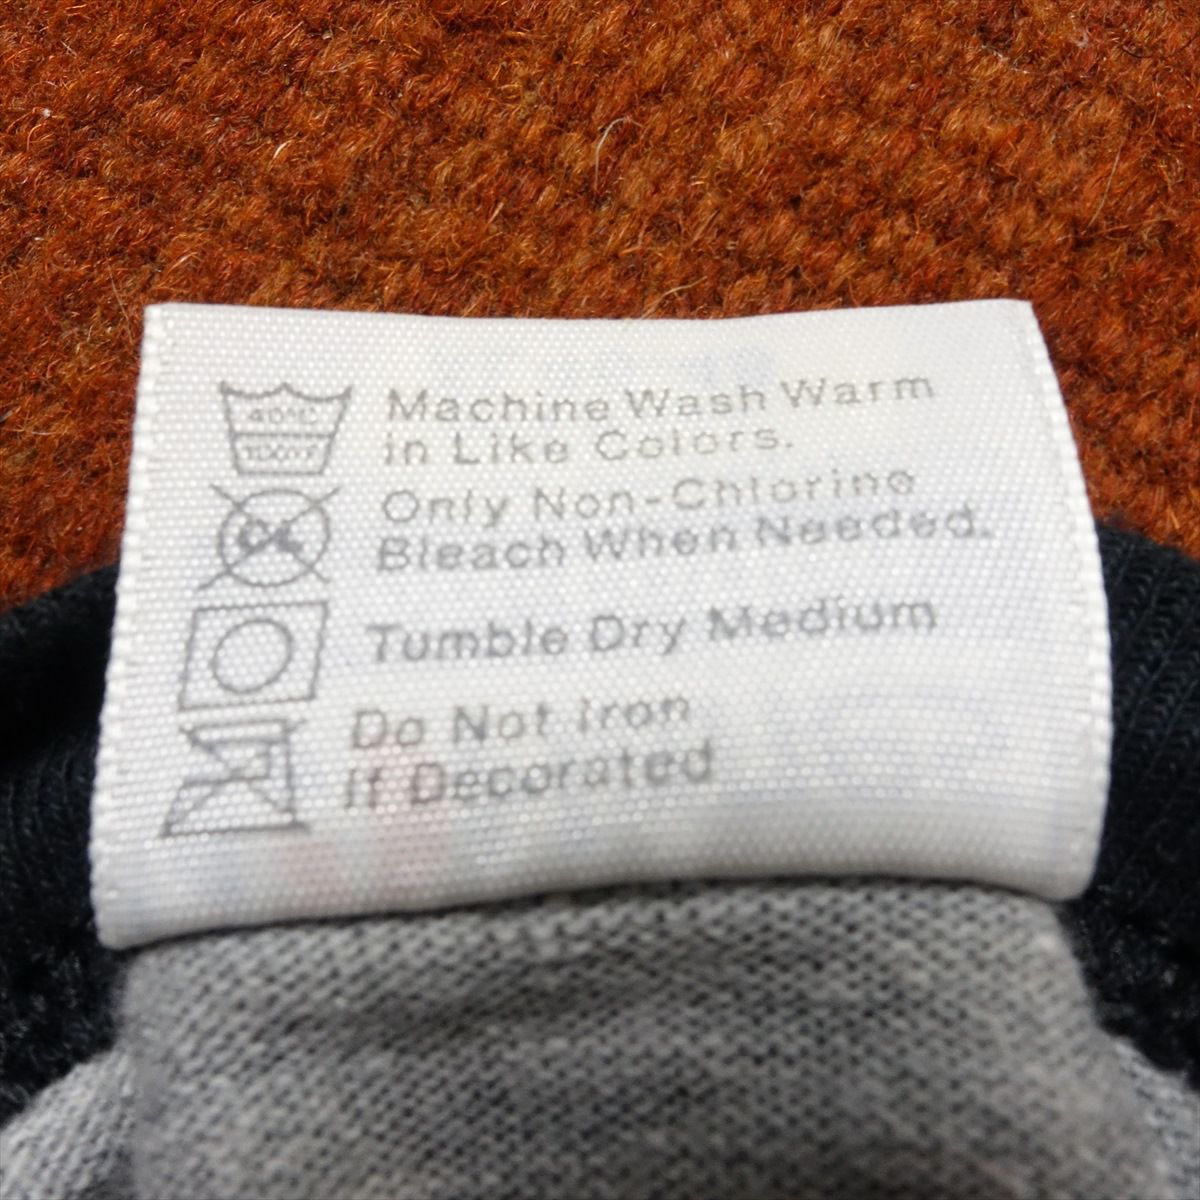 40°C
Machine Wash Warm
in Like Colors.
CL
Only Non-Chlorine
Bleach When Needed.
Tumble Dry Medium
Do Not Iron
If Decorated